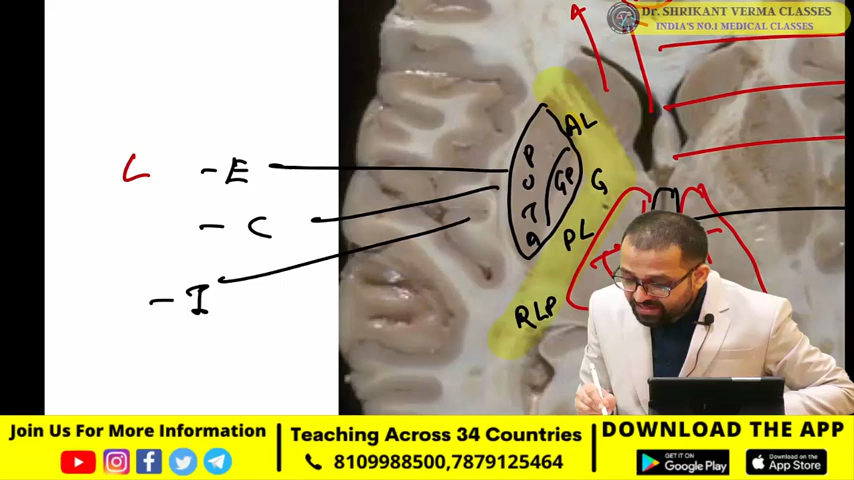 Dr. SHRIKANT VERMA CLASSES
INDIA'S NO.1 MEDICAL CLASSES
AL
P
U
T
GP
G
PL
RLP
L
- E
- C
- I
T
Join Us For More Information
Teaching Across 34 Countries
8109988500,7879125464
DOWNLOAD THE APP
GET IT ON
Google Play
Download on the
App Store